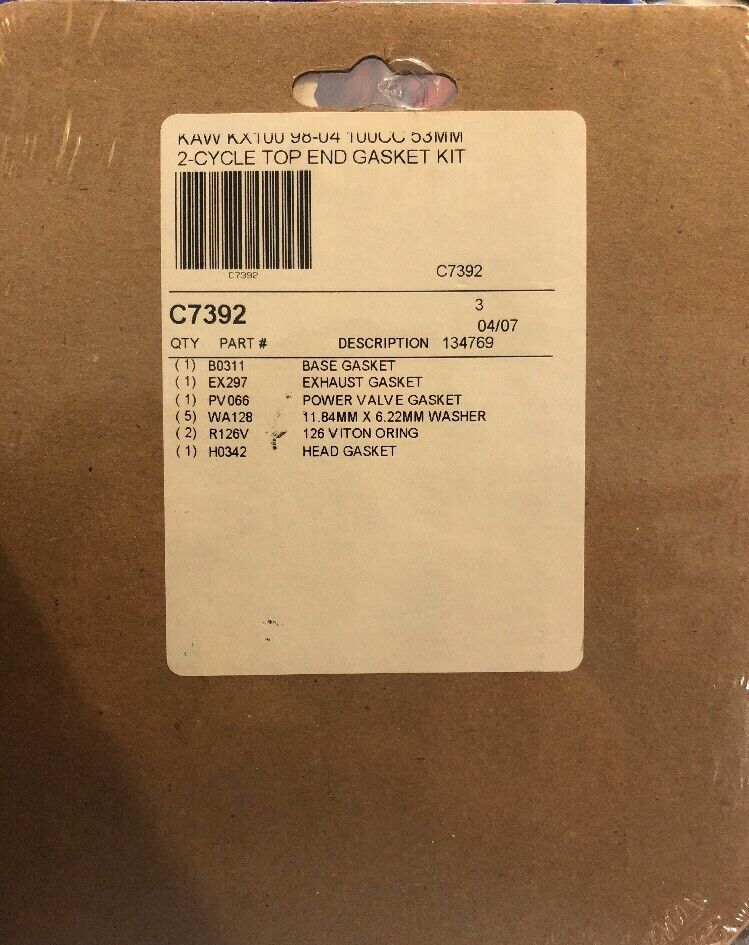 KAW KX100 98-04 100CC 53MM
2-CYCLE TOP END GASKET KIT
C7392
C7392
C7392
3
04/07
QTY PART # DESCRIPTION 134769
(1) B0311 BASE GASKET
(1) EX297 EXHAUST GASKET
(1) PV066 POWER VALVE GASKET
(5) WA128 11.84MM X 6.22MM WASHER
(2) R126V 126 VITON ORING
(1) H0342 HEAD GASKET